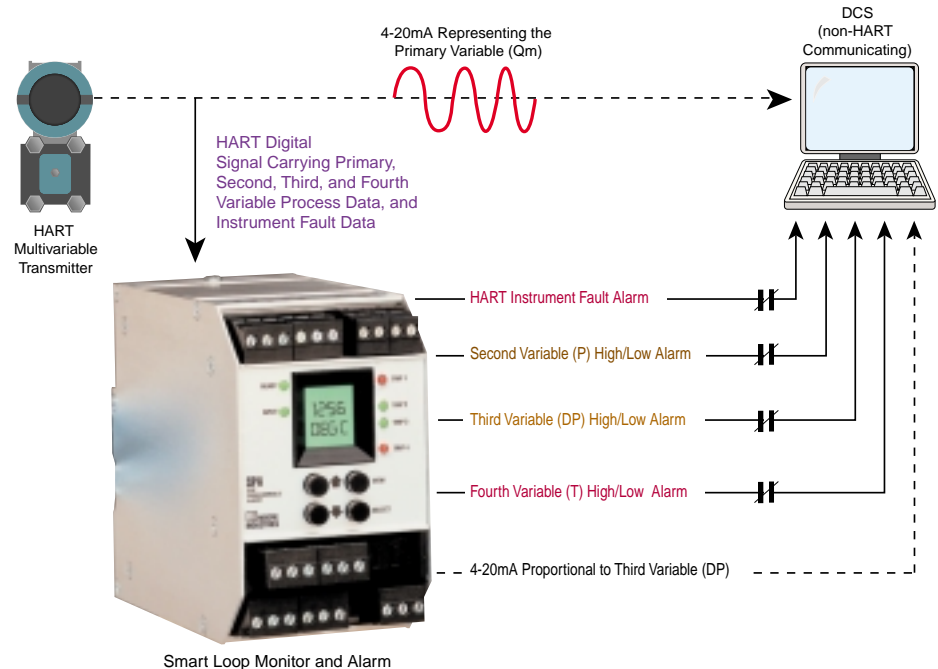 4-20mA Representing the
Primary Variable (Qm)
DCS
(non-HART
Communicating)
HART Digital
Signal Carrying Primary,
Second, Third, and Fourth
Variable Process Data, and
Instrument Fault Data
HART
Multivariable
Transmitter
HART Instrument Fault Alarm
Second Variable (P) High/Low Alarm
Third Variable (DP) High/Low Alarm
Fourth Variable (T) High/Low Alarm
4-20mA Proportional to Third Variable (DP)
1256
DEGC
Smart Loop Monitor and Alarm